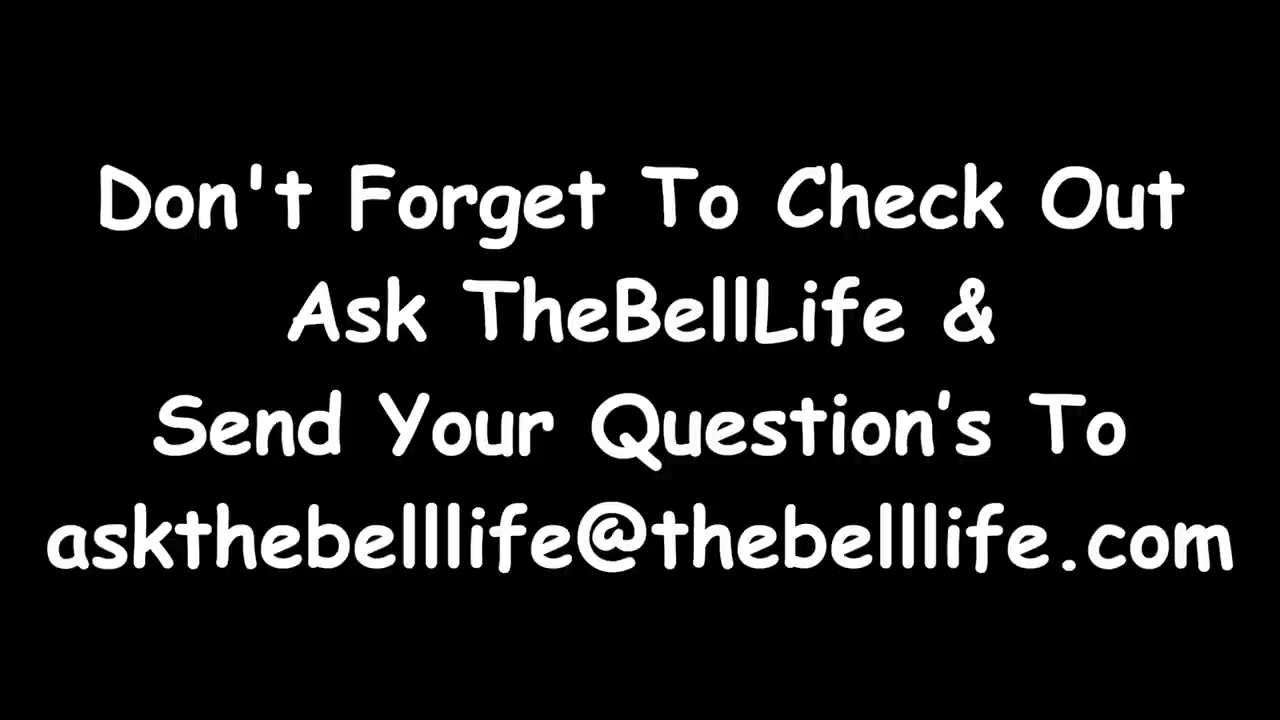 Don't Forget To Check Out
Ask TheBellLife &
Send Your Question’s To
askthebelllife@thebelllife.com